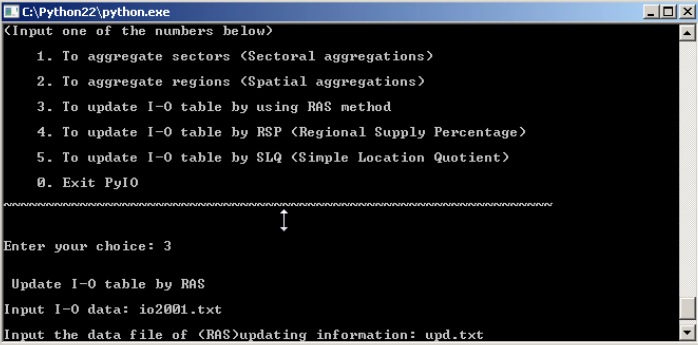 C:\Python22\python.exe
(Input one of the numbers below)
1. To aggregate sectors (Sectoral aggregations)
2. To aggregate regions (Spatial aggregations)
3. To update I-O table by using RAS method
4. To update I-O table by RSP (Regional Supply Percentage)
5. To update I-O table by SLQ (Simple Location Quotient)
0. Exit PyIO
~~~~~~~~~~~~~~~~~~~~~~~~~~~~~~~~~~~~~~~~~~~~~~~~~~~~~~~~~~~~~~~~~
Enter your choice: 3
Update I-O table by RAS
Input I-O data: io2001.txt
Input the data file of (RAS)updating information: upd.txt